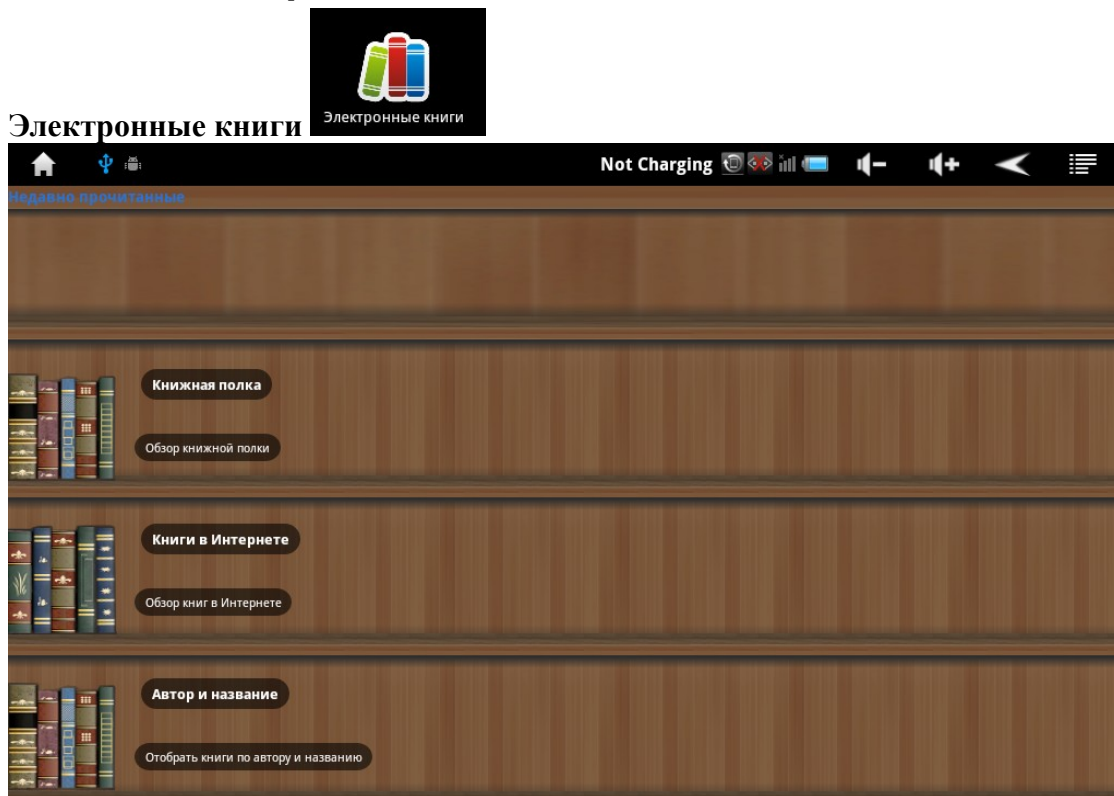 Электронные книги
Электронные книги
Not Charging
Недавно прочитанные
Книжная полка
Обзор книжной полки
Книги в Интернете
Обзор книг в Интернете
Автор и название
Отобрать книги по автору и названию